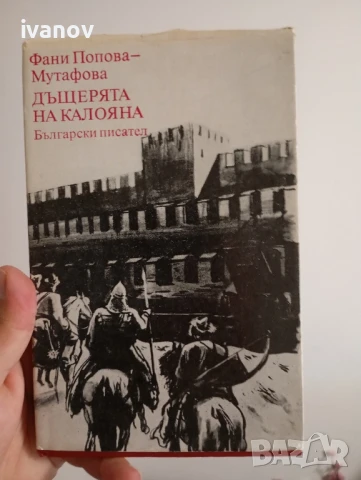 ivanov
Фани Попова–
Мутафова
ДЪЩЕРЯТА
НА КАЛОЯНА
Български писател
BAZAR